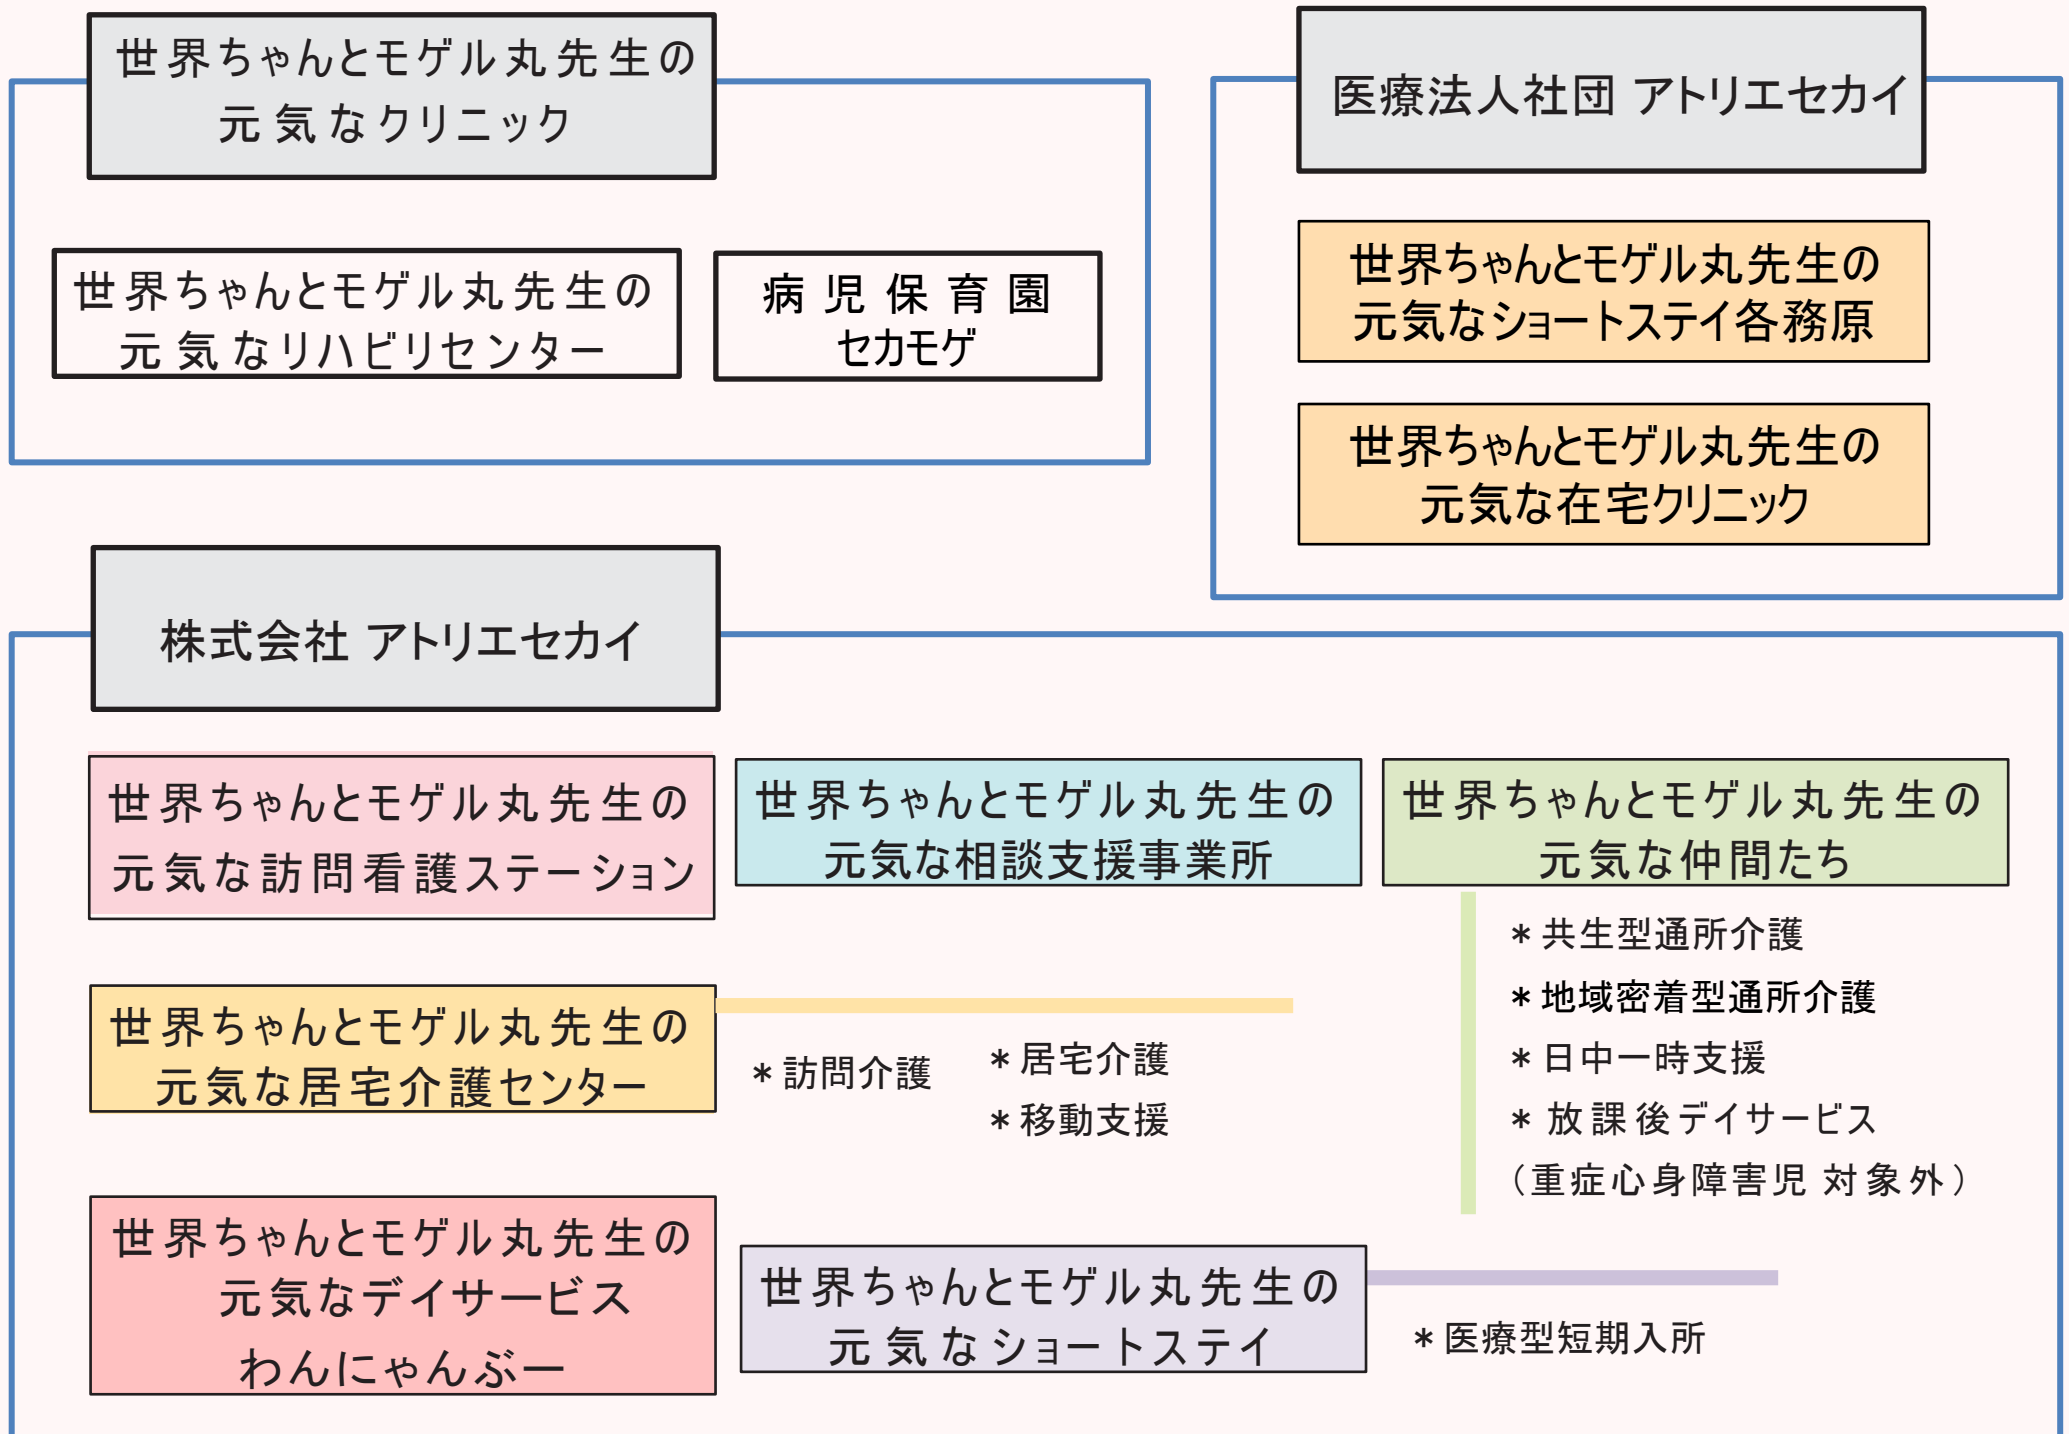 世界ちゃんとモゲル丸先生の
元気なクリニック
世界ちゃんとモゲル丸先生の
元気なリハビリセンター
病児保育園
セカモゲ
医療法人社団 アトリエセカイ
世界ちゃんとモゲル丸先生の
元気なショートステイ各務原
世界ちゃんとモゲル丸先生の
元気な在宅クリニック
株式会社 アトリエセカイ
世界ちゃんとモゲル丸先生の
元気な訪問看護ステーション
世界ちゃんとモゲル丸先生の
元気な相談支援事業所
世界ちゃんとモゲル丸先生の
元気な仲間たち
*共生型通所介護
*地域密着型通所介護
*日中一時支援
*放課後デイサービス
（重症心身障害児 対象外）
世界ちゃんとモゲル丸先生の
元気な居宅介護センター
*訪問介護
*居宅介護
*移動支援
世界ちゃんとモゲル丸先生の
元気なデイサービス
わんにゃんぶー
世界ちゃんとモゲル丸先生の
元気なショートステイ
*医療型短期入所